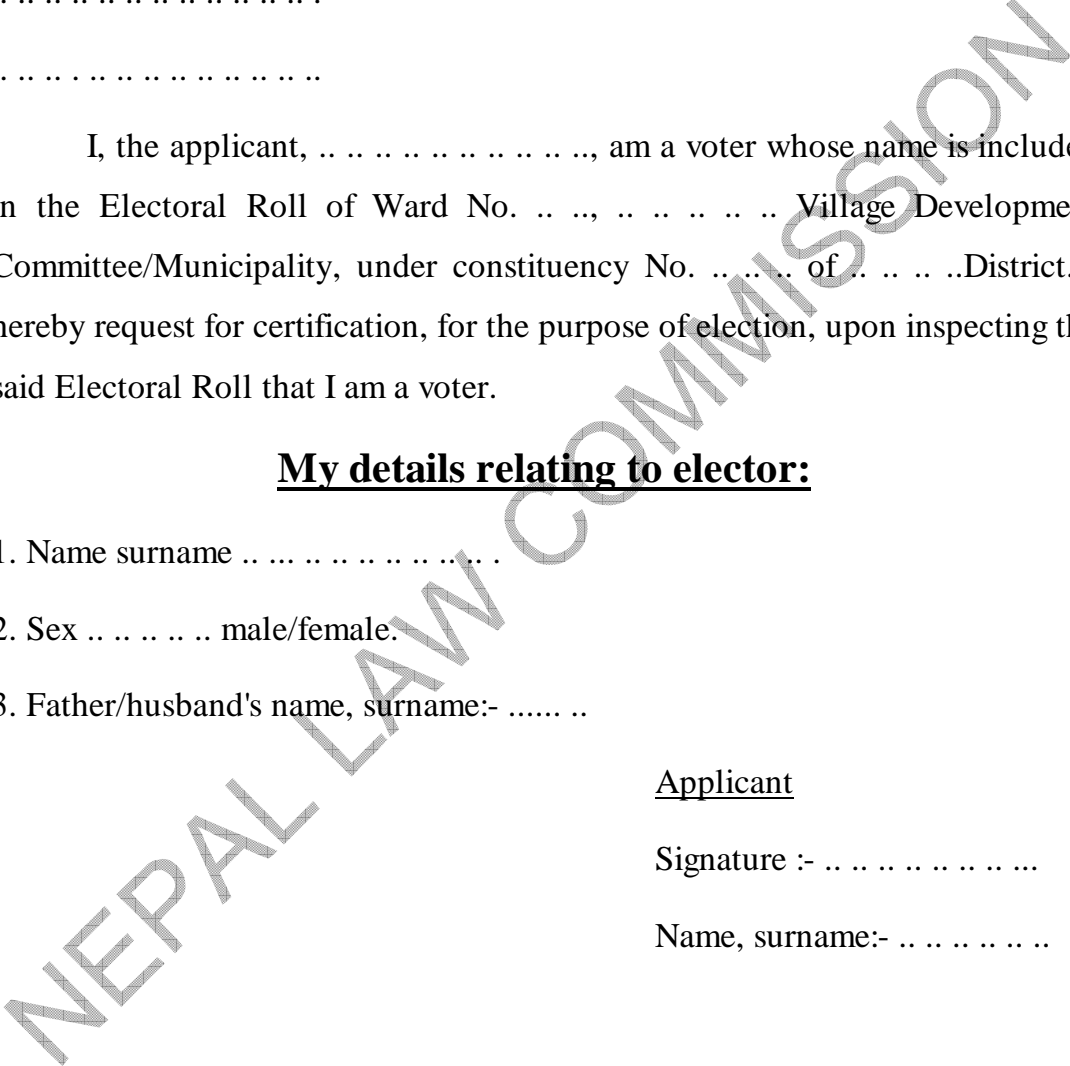 . .. .. .. .. .. .. .. .. .. .. .. .
. .. .. . .. .. .. .. .. .. .. .. ..
I, the applicant, .. .. .. .. .. .. .. .. .. .., am a voter whose name is include
n the Electoral Roll of Ward No. .. .., .. .. .. .. .. .. Village Developme
Committee/Municipality, under constituency No. .. .. .. of .. .. .. ..District.
hereby request for certification, for the purpose of election, upon inspecting th
said Electoral Roll that I am a voter.
My details relating to elector:
1. Name surname .. ... .. .. .. .. .. .. .. .
2. Sex .. .. .. .. .. male/female.
3. Father/husband's name, surname:- ...... ..
Applicant
Signature :- .. .. .. .. .. .. .. ...
Name, surname:- .. .. .. .. .. ..
NEPAL LAW COMMISSION